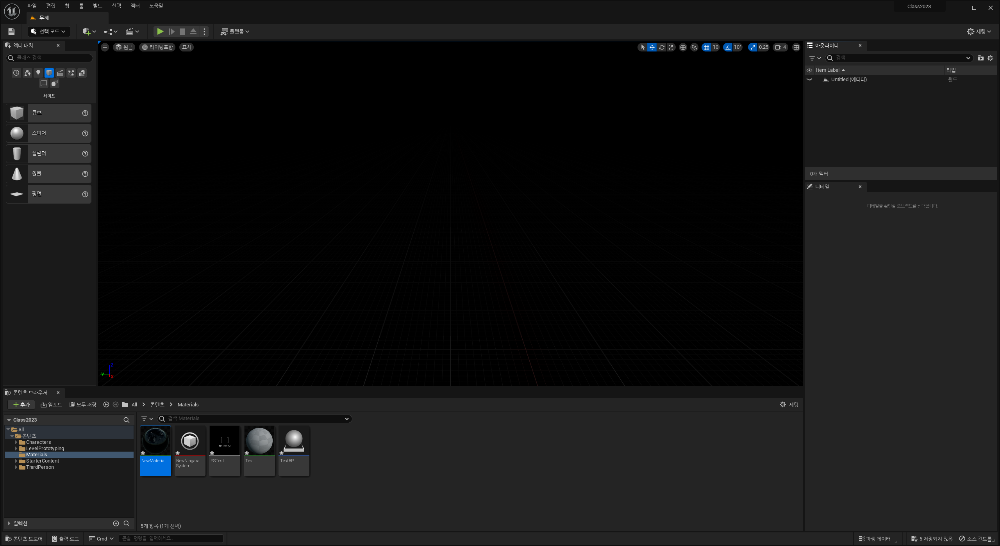 파일 편집 창 툴 빌드 선택 액터 도움말
Class2023
무제
선택 모드
플랫폼
세팅
액터 배치
클래스 검색
셰이프
큐브
스피어
실린더
원뿔
평면
원근
라이팅포함
표시
10
10°
0.25
4
Z
Y
X
아웃라이너
검색...
Item Label
타입
Untitled (에디터)
월드
0개 액터
디테일
디테일을 확인할 오브젝트를 선택합니다.
콘텐츠 브라우저
추가
임포트
모두 저장
All
콘텐츠
Materials
세팅
Class2023
All
콘텐츠
Characters
LevelPrototyping
Materials
StarterContent
ThirdPerson
컬렉션
검색 Materials
NewMaterial
NewNiagara
System
[-]
No Image
PSTest
Test
TestBP
5개 항목 (1개 선택)
콘텐츠 드로어
출력 로그
Cmd
콘솔 명령을 입력하세요.
파생 데이터
5 저장되지 않음
소스 컨트롤